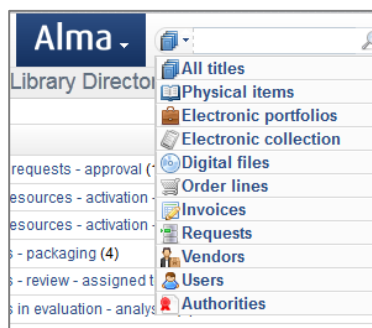 Alma
All titles
Library Director
Physical items
Electronic portfolios
Electronic collection
requests - approval (
Digital files
esources - activation -
Order lines
esources - activation -
Invoices
Requests
s - packaging (4)
Vendors
s - review - assigned t
Users
s in evaluation - analys
Authorities